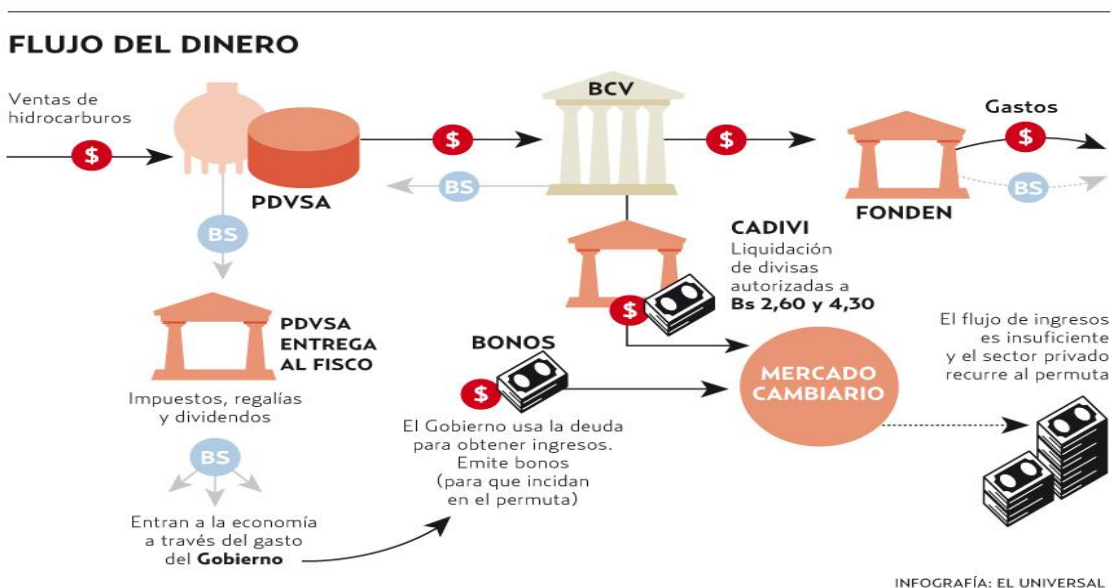 FLUJO DEL DINERO
Ventas de
hidrocarburos
$
PDVSA
$
BS
BCV
$
FONDEN
Gastos
$
BS
BS
PDVSA
ENTREGA
AL FISCO
Impuestos, regalías
y dividendos
BS
Entran a la economía
a través del gasto
del Gobierno
CADIVI
Liquidación
de divisas
autorizadas a
Bs 2,60 y 4,30
$
BONOS
$
El Gobierno usa la deuda
para obtener ingresos.
Emite bonos
(para que incidan
en el permuta)
MERCADO
CAMBIARIO
El flujo de ingresos
es insuficiente
y el sector privado
recurre al permuta
INFOGRAFÍA: EL UNIVERSAL